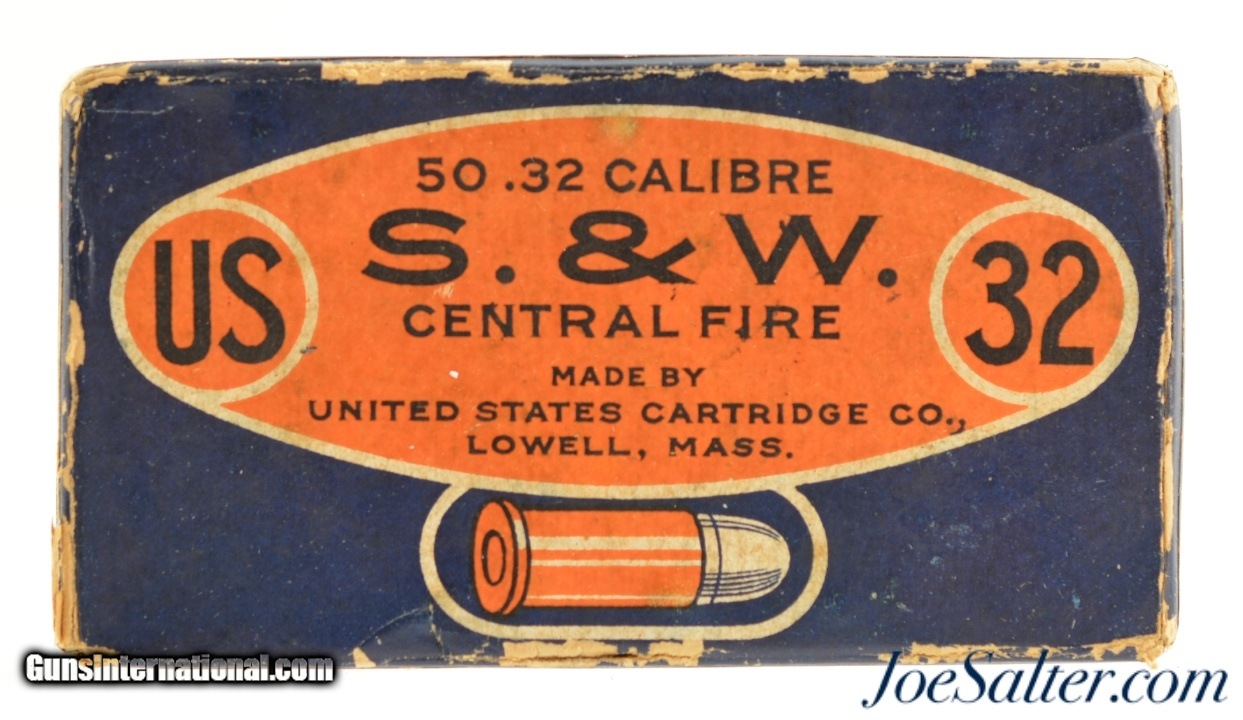 50 .32 CALIBRE
S. & W.
CENTRAL FIRE
US
32
MADE BY
UNITED STATES CARTRIDGE CO.,
LOWELL, MASS.
GunsInternational.com
JoeSalter.com